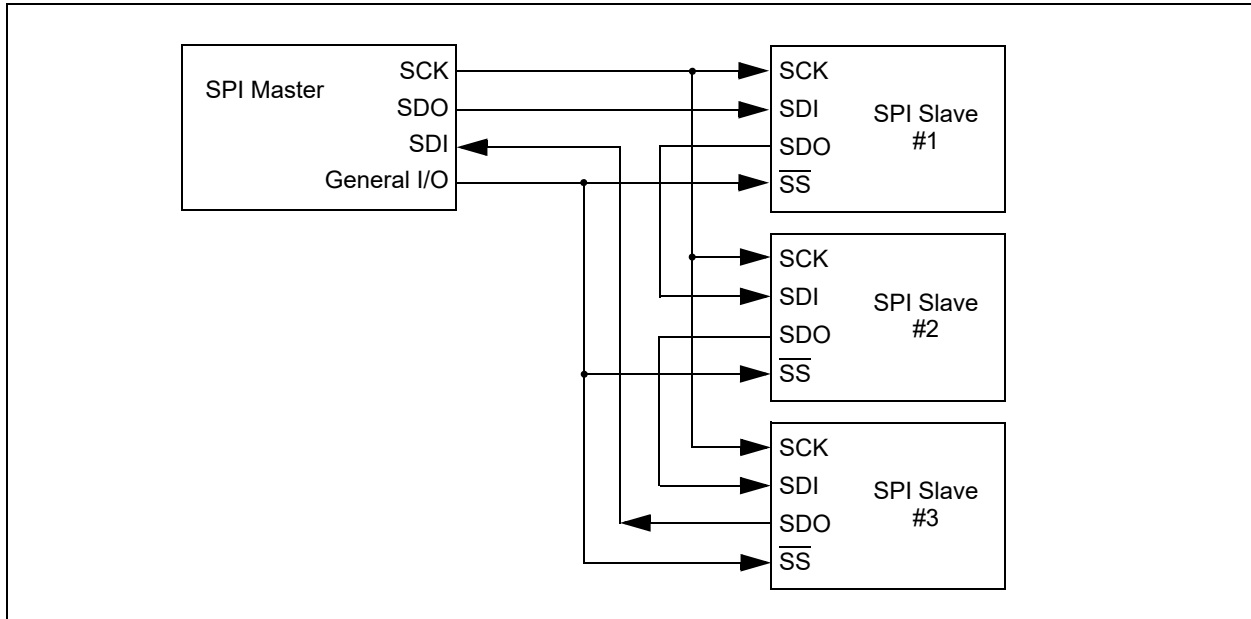 SPI Master
SCK
SDO
SDI
General I/O
SCK
SDI
SDO
SS
SPI Slave
#1
SCK
SDI
SDO
SS
SPI Slave
#2
SCK
SDI
SDO
SS
SPI Slave
#3